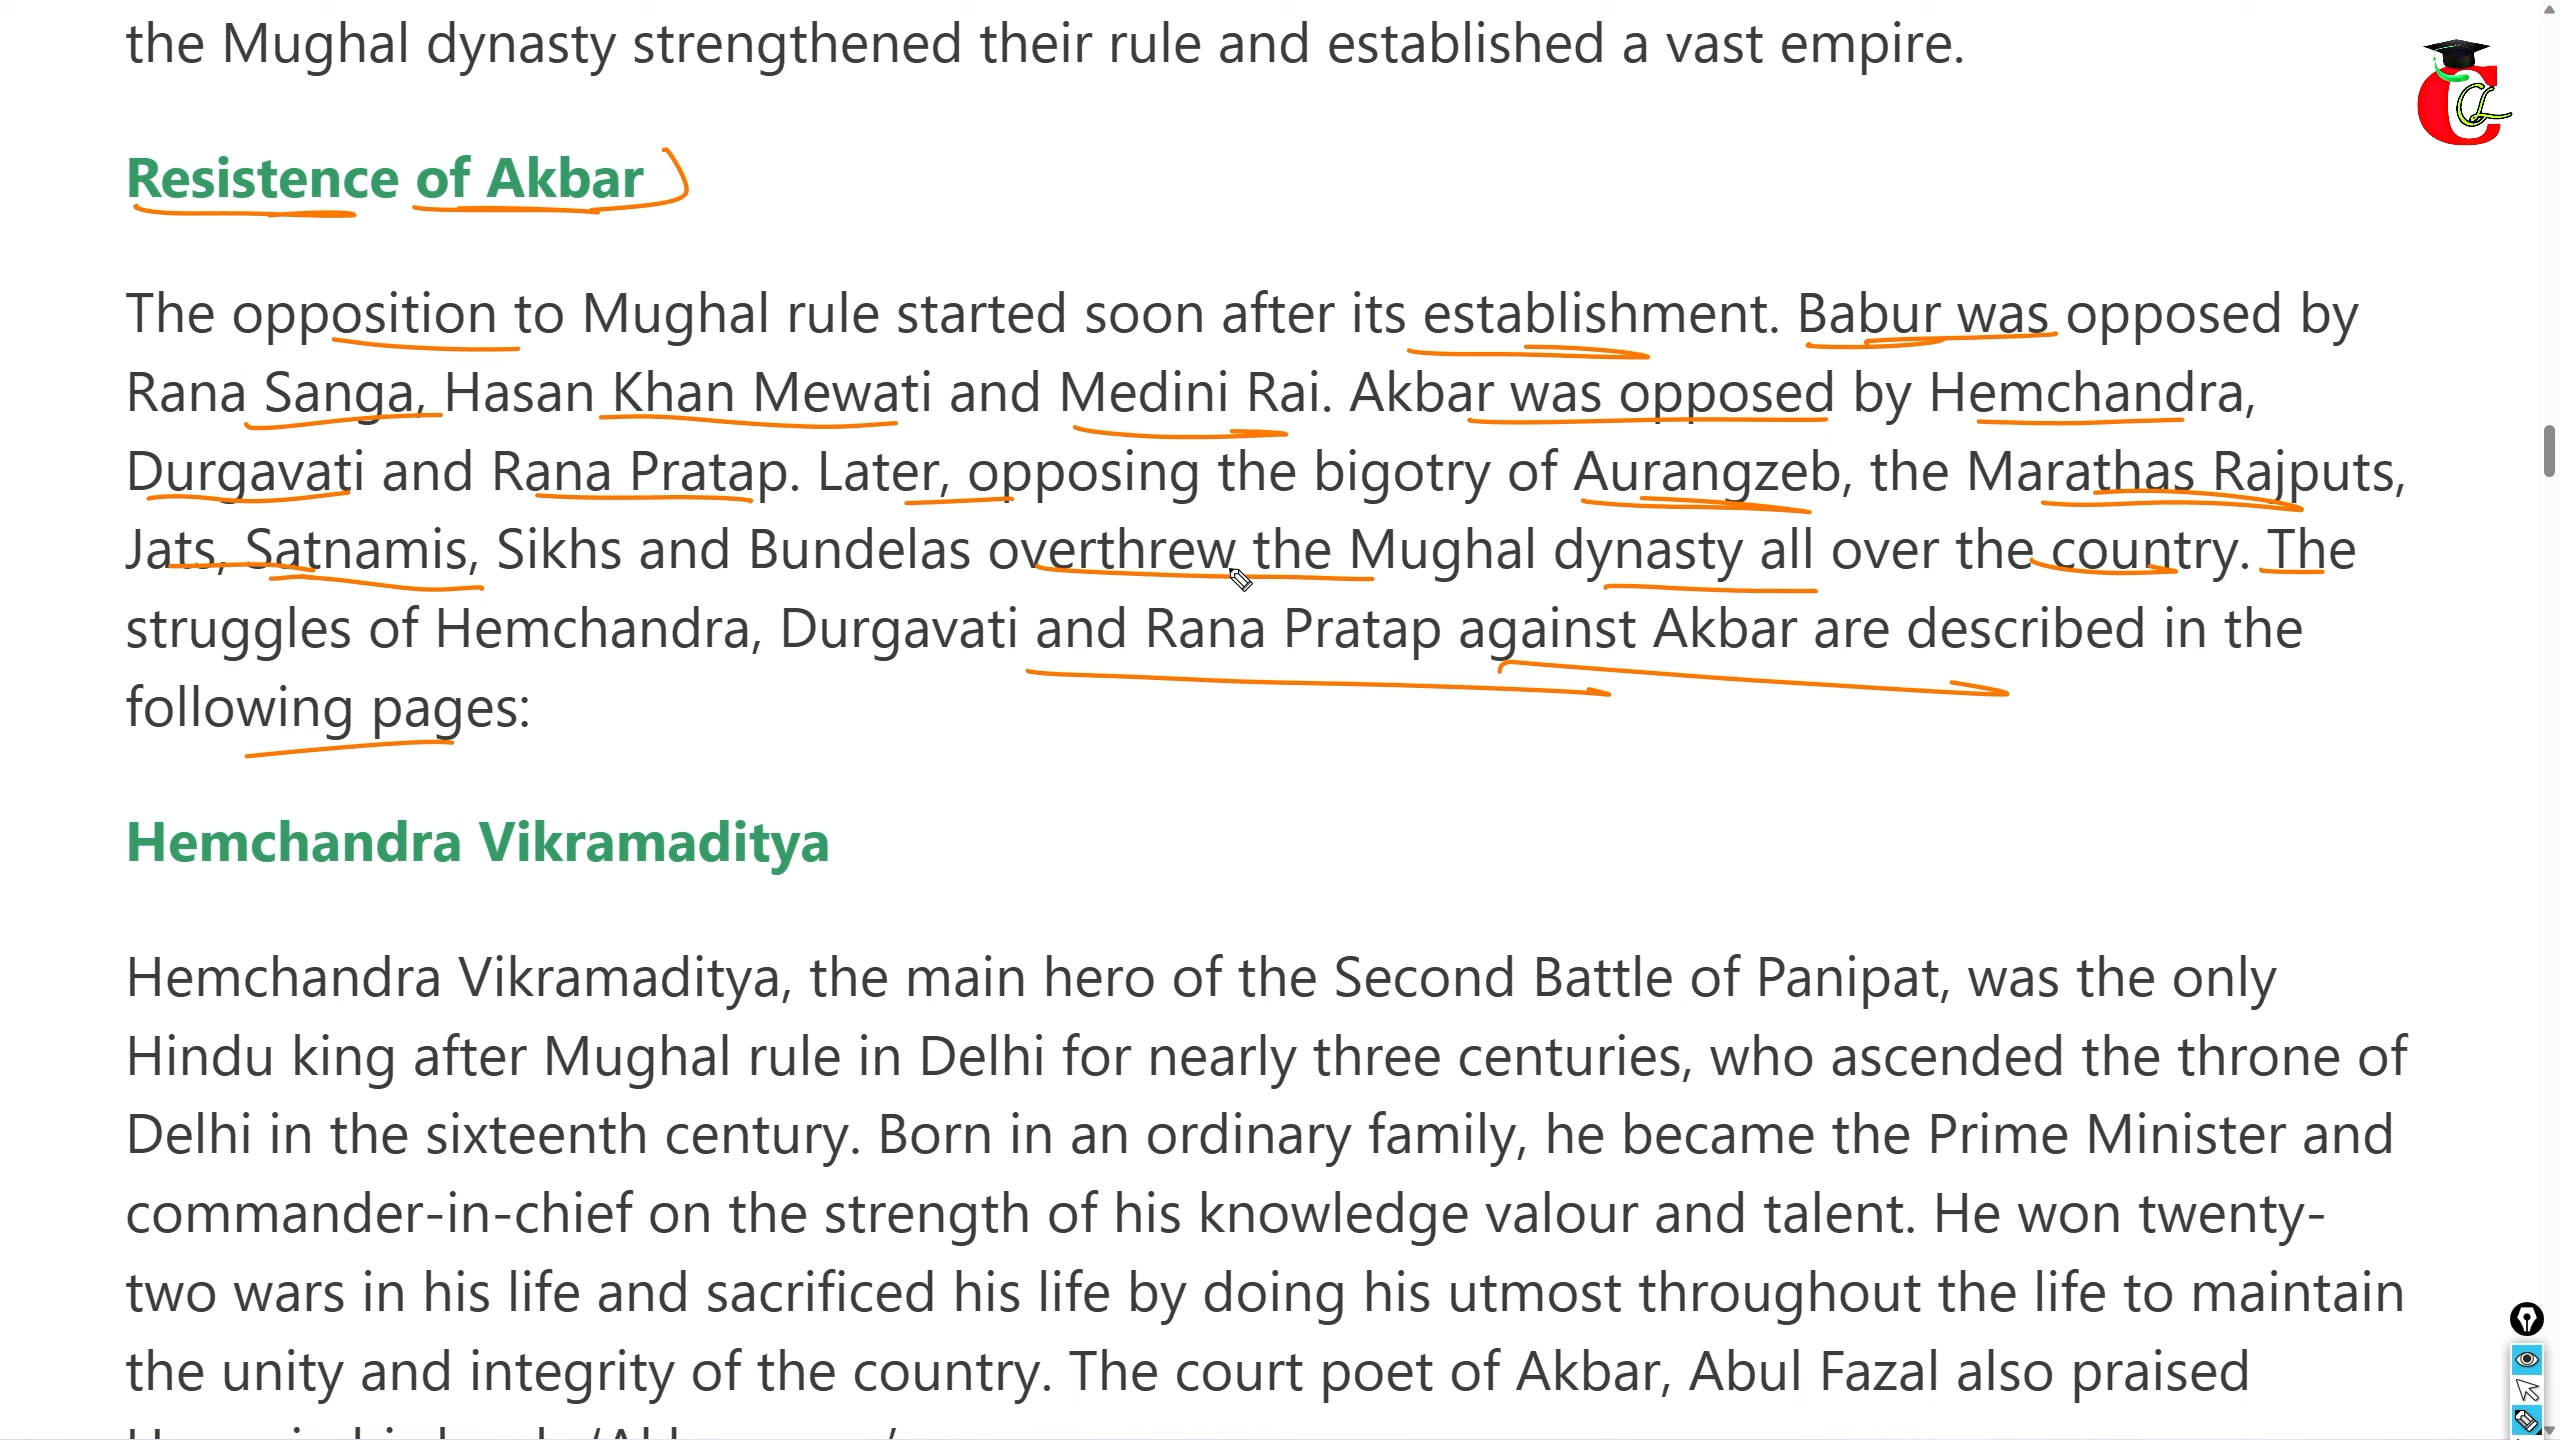 the Mughal dynasty strengthened their rule and established a vast empire.
Resistence of Akbar
The opposition to Mughal rule started soon after its establishment. Babur was opposed by
Rana Sanga, Hasan Khan Mewati and Medini Rai. Akbar was opposed by Hemchandra,
Durgavati and Rana Pratap. Later, opposing the bigotry of Aurangzeb, the Marathas Rajputs,
Jats, Satnamis, Sikhs and Bundelas overthrew the Mughal dynasty all over the country. The
struggles of Hemchandra, Durgavati and Rana Pratap against Akbar are described in the
following pages:
Hemchandra Vikramaditya
Hemchandra Vikramaditya, the main hero of the Second Battle of Panipat, was the only
Hindu king after Mughal rule in Delhi for nearly three centuries, who ascended the throne of
Delhi in the sixteenth century. Born in an ordinary family, he became the Prime Minister and
commander-in-chief on the strength of his knowledge valour and talent. He won twenty-
two wars in his life and sacrificed his life by doing his utmost throughout the life to maintain
the unity and integrity of the country. The court poet of Akbar, Abul Fazal also praised